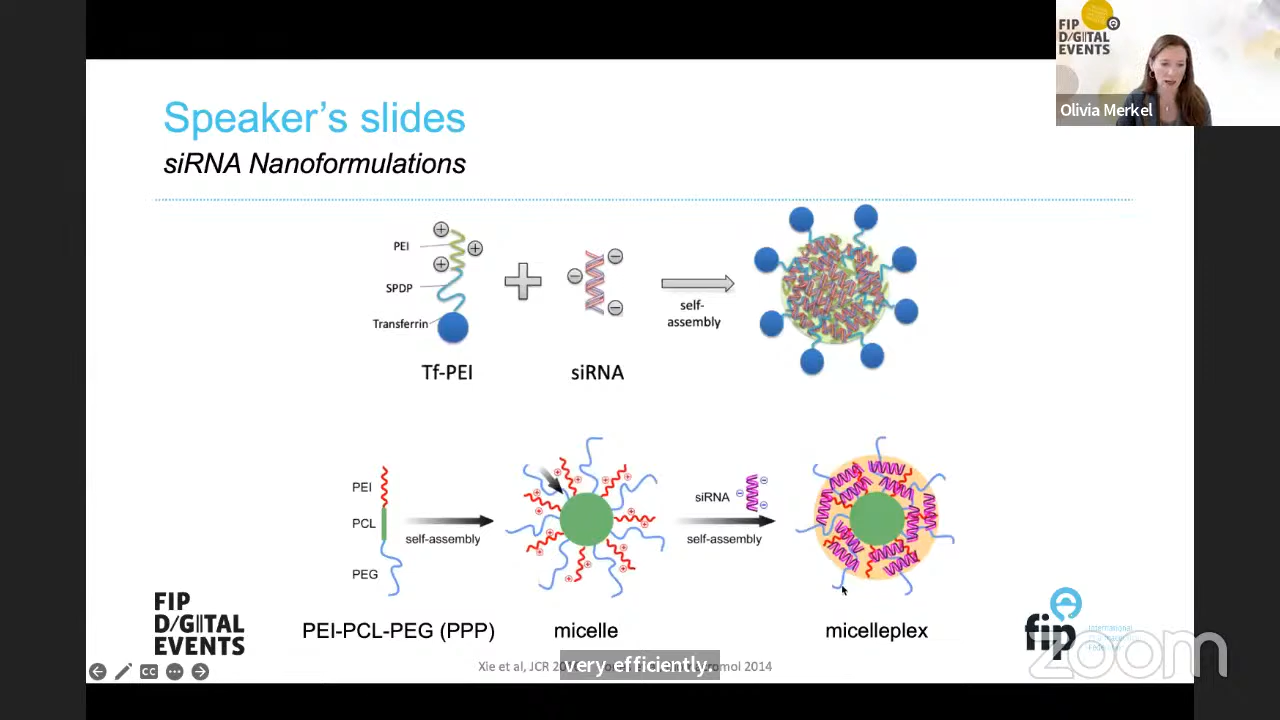 FIP
D/G||TAL
EVENTS
Olivia Merkel
Speaker's slides
siRNA Nanoformulations
PEI
SPDP
Transferrin
self-
assembly
Tf-PEI
siRNA
PEI
PCL
PEG
self-assembly
siRNA
self-assembly
PEI-PCL-PEG (PPP)
micelle
micelleplex
FIP
D/G||TAL
EVENTS
fip
International
zoom
CC
Xie et al, JCR 2014
very efficiently.